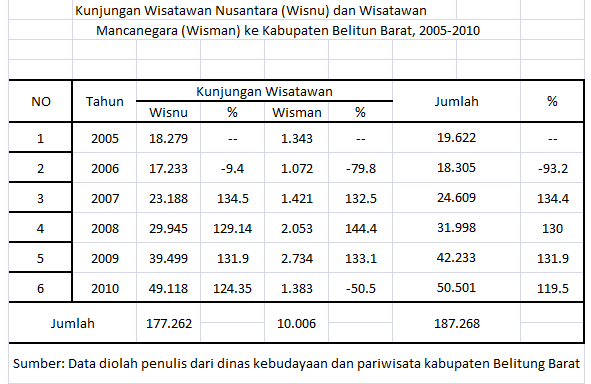 Kunjungan Wisatawan Nusantara (Wisnu) dan Wisatawan
Mancanegara (Wisman) ke Kabupaten Belitun Barat, 2005-2010
NO Tahun Kunjungan Wisatawan Jumlah %
Wisnu % Wisman %
1 2005 18.279 -- 1.343 -- 19.622 --
2 2006 17.233 -9.4 1.072 -79.8 18.305 -93.2
3 2007 23.188 134.5 1.421 132.5 24.609 134.4
4 2008 29.945 129.14 2.053 144.4 31.998 130
5 2009 39.499 131.9 2.734 133.1 42.233 131.9
6 2010 49.118 124.35 1.383 -50.5 50.501 119.5
Jumlah 177.262 10.006 187.268
Sumber: Data diolah penulis dari dinas kebudayaan dan pariwisata kabupaten Belitung Barat